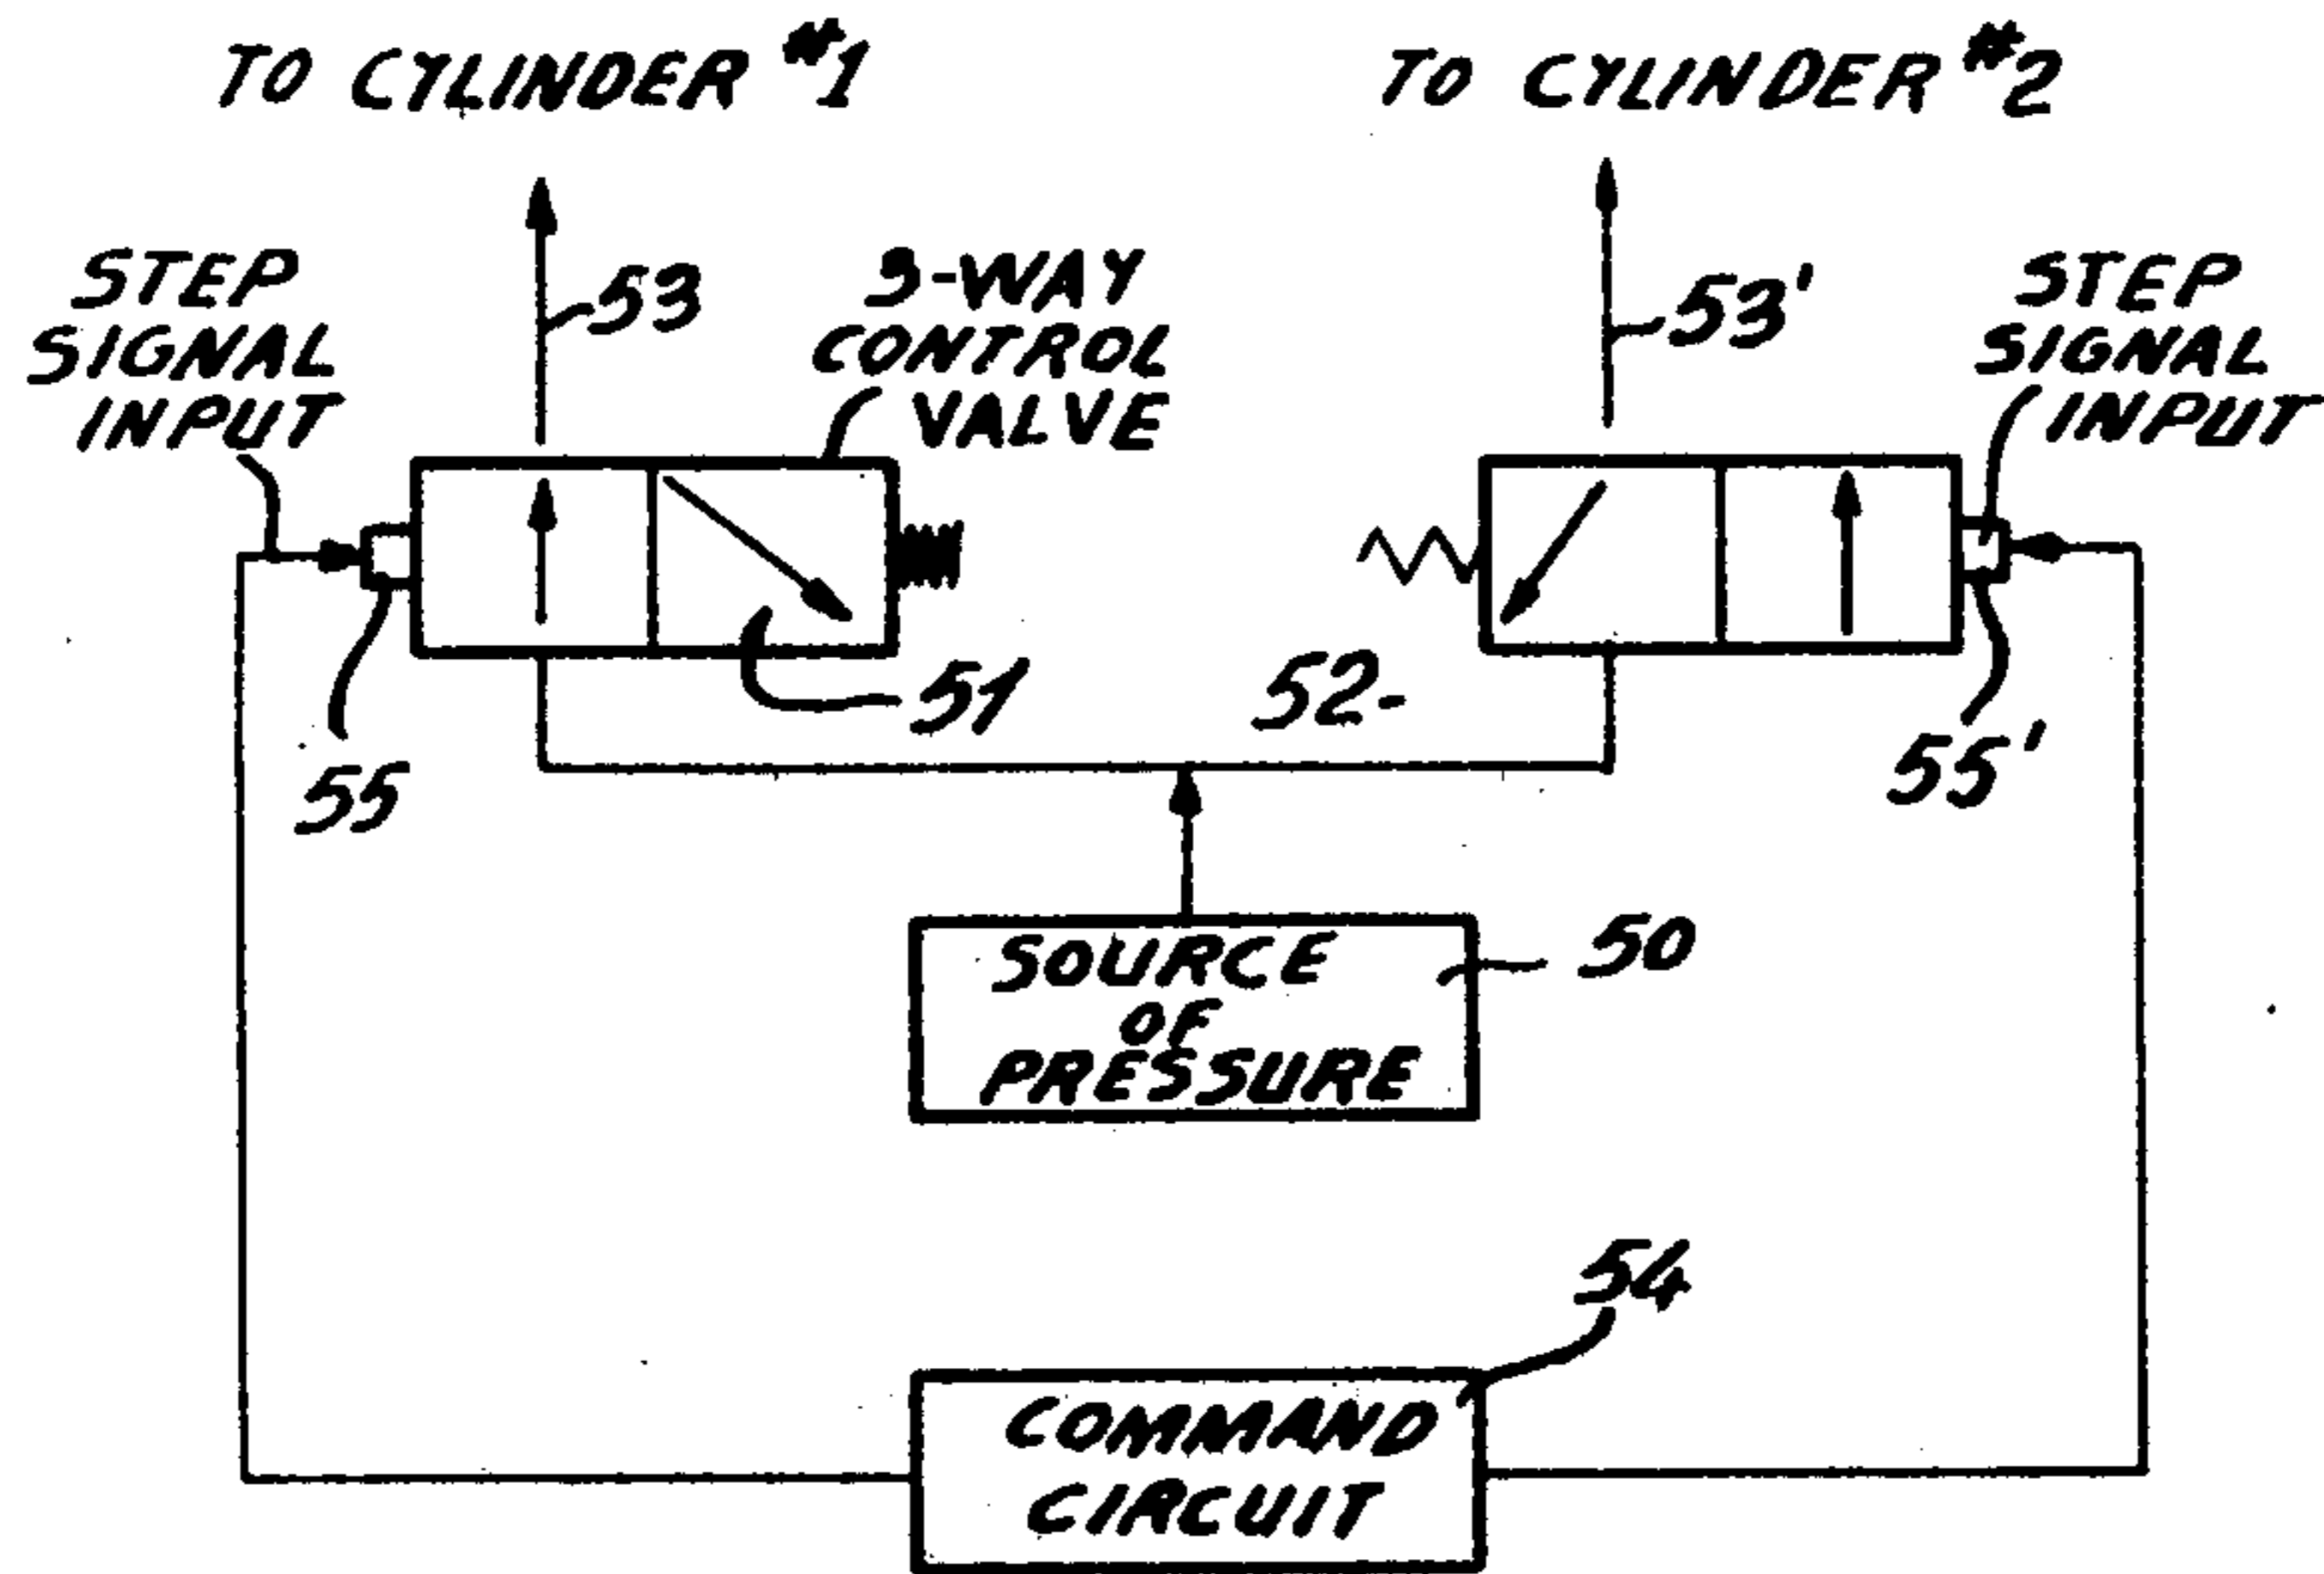 TO CYLINDER #1
TO CYLINDER #2
STEP
SIGNAL
INPUT
53
3-WAY
CONTROL
VALVE
53'
STEP
SIGNAL
INPUT
51
52-
55
55'
SOURCE
OF
PRESSURE
50
54
COMMAND
CIRCUIT